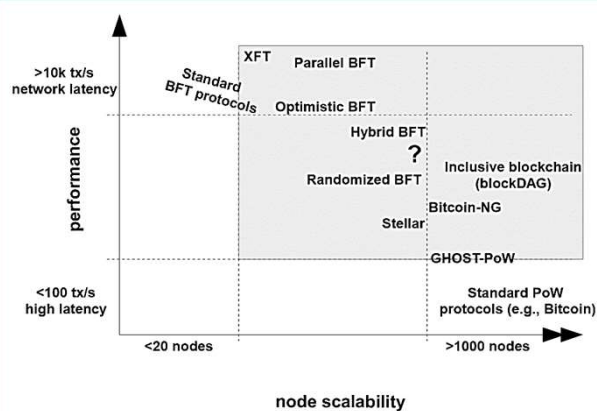 >10k tx/s
network latency
performance
<100 tx/s
high latency
XFT
Parallel BFT
Standard
BFT protocols
Optimistic BFT
Hybrid BFT
?
Randomized BFT
Inclusive blockchain
(blockDAG)
Bitcoin-NG
Stellar
GHOST-PoW
Standard PoW
protocols (e.g., Bitcoin)
<20 nodes
>1000 nodes
node scalability